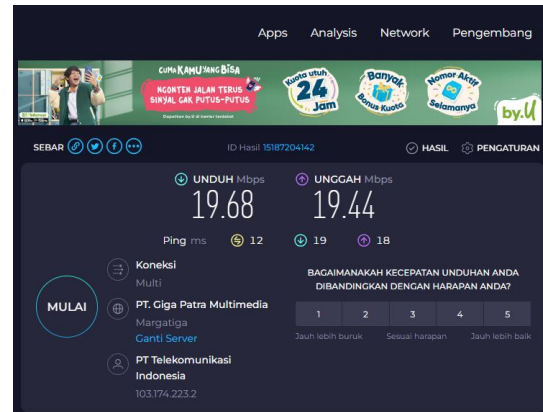 Apps Analysis Network Pengembang
CUMA KAMU YANG BISA
NGONTEN JALAN TERUS
SINYAL GAK PUTUS-PUTUS
Kuota utuh
24
Jam
Banyak
Bonus Kuota
Nomor Aktif
Selamanya
by.U
SEBAR
ID Hasil 15187204142
HASIL
PENGATURAN
UNDUH Mbps
19.68
UNGGAH Mbps
19.44
Ping ms 12 19 18
Koneksi
Multi
MULAI
PT. Giga Patra Multimedia
Margatiga
Ganti Server
PT Telekomunikasi
Indonesia
103.174.223.2
BAGAIMANAKAH KECEPATAN UNDUHAN ANDA
DIBANDINGKAN DENGAN HARAPAN ANDA?
1 2 3 4 5
Jauh lebih buruk Sesuai harapan Jauh lebih baik